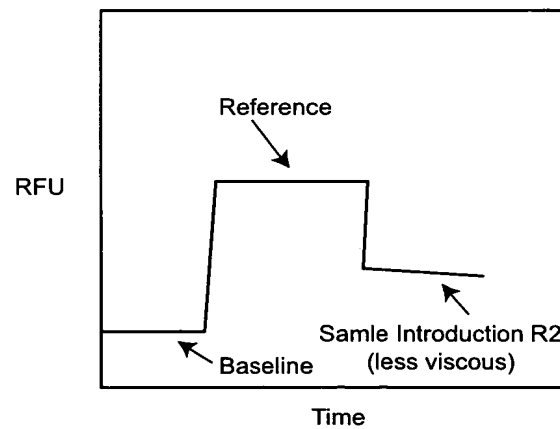 Reference
RFU
Samle Introduction R2
(less viscous)
Baseline
Time